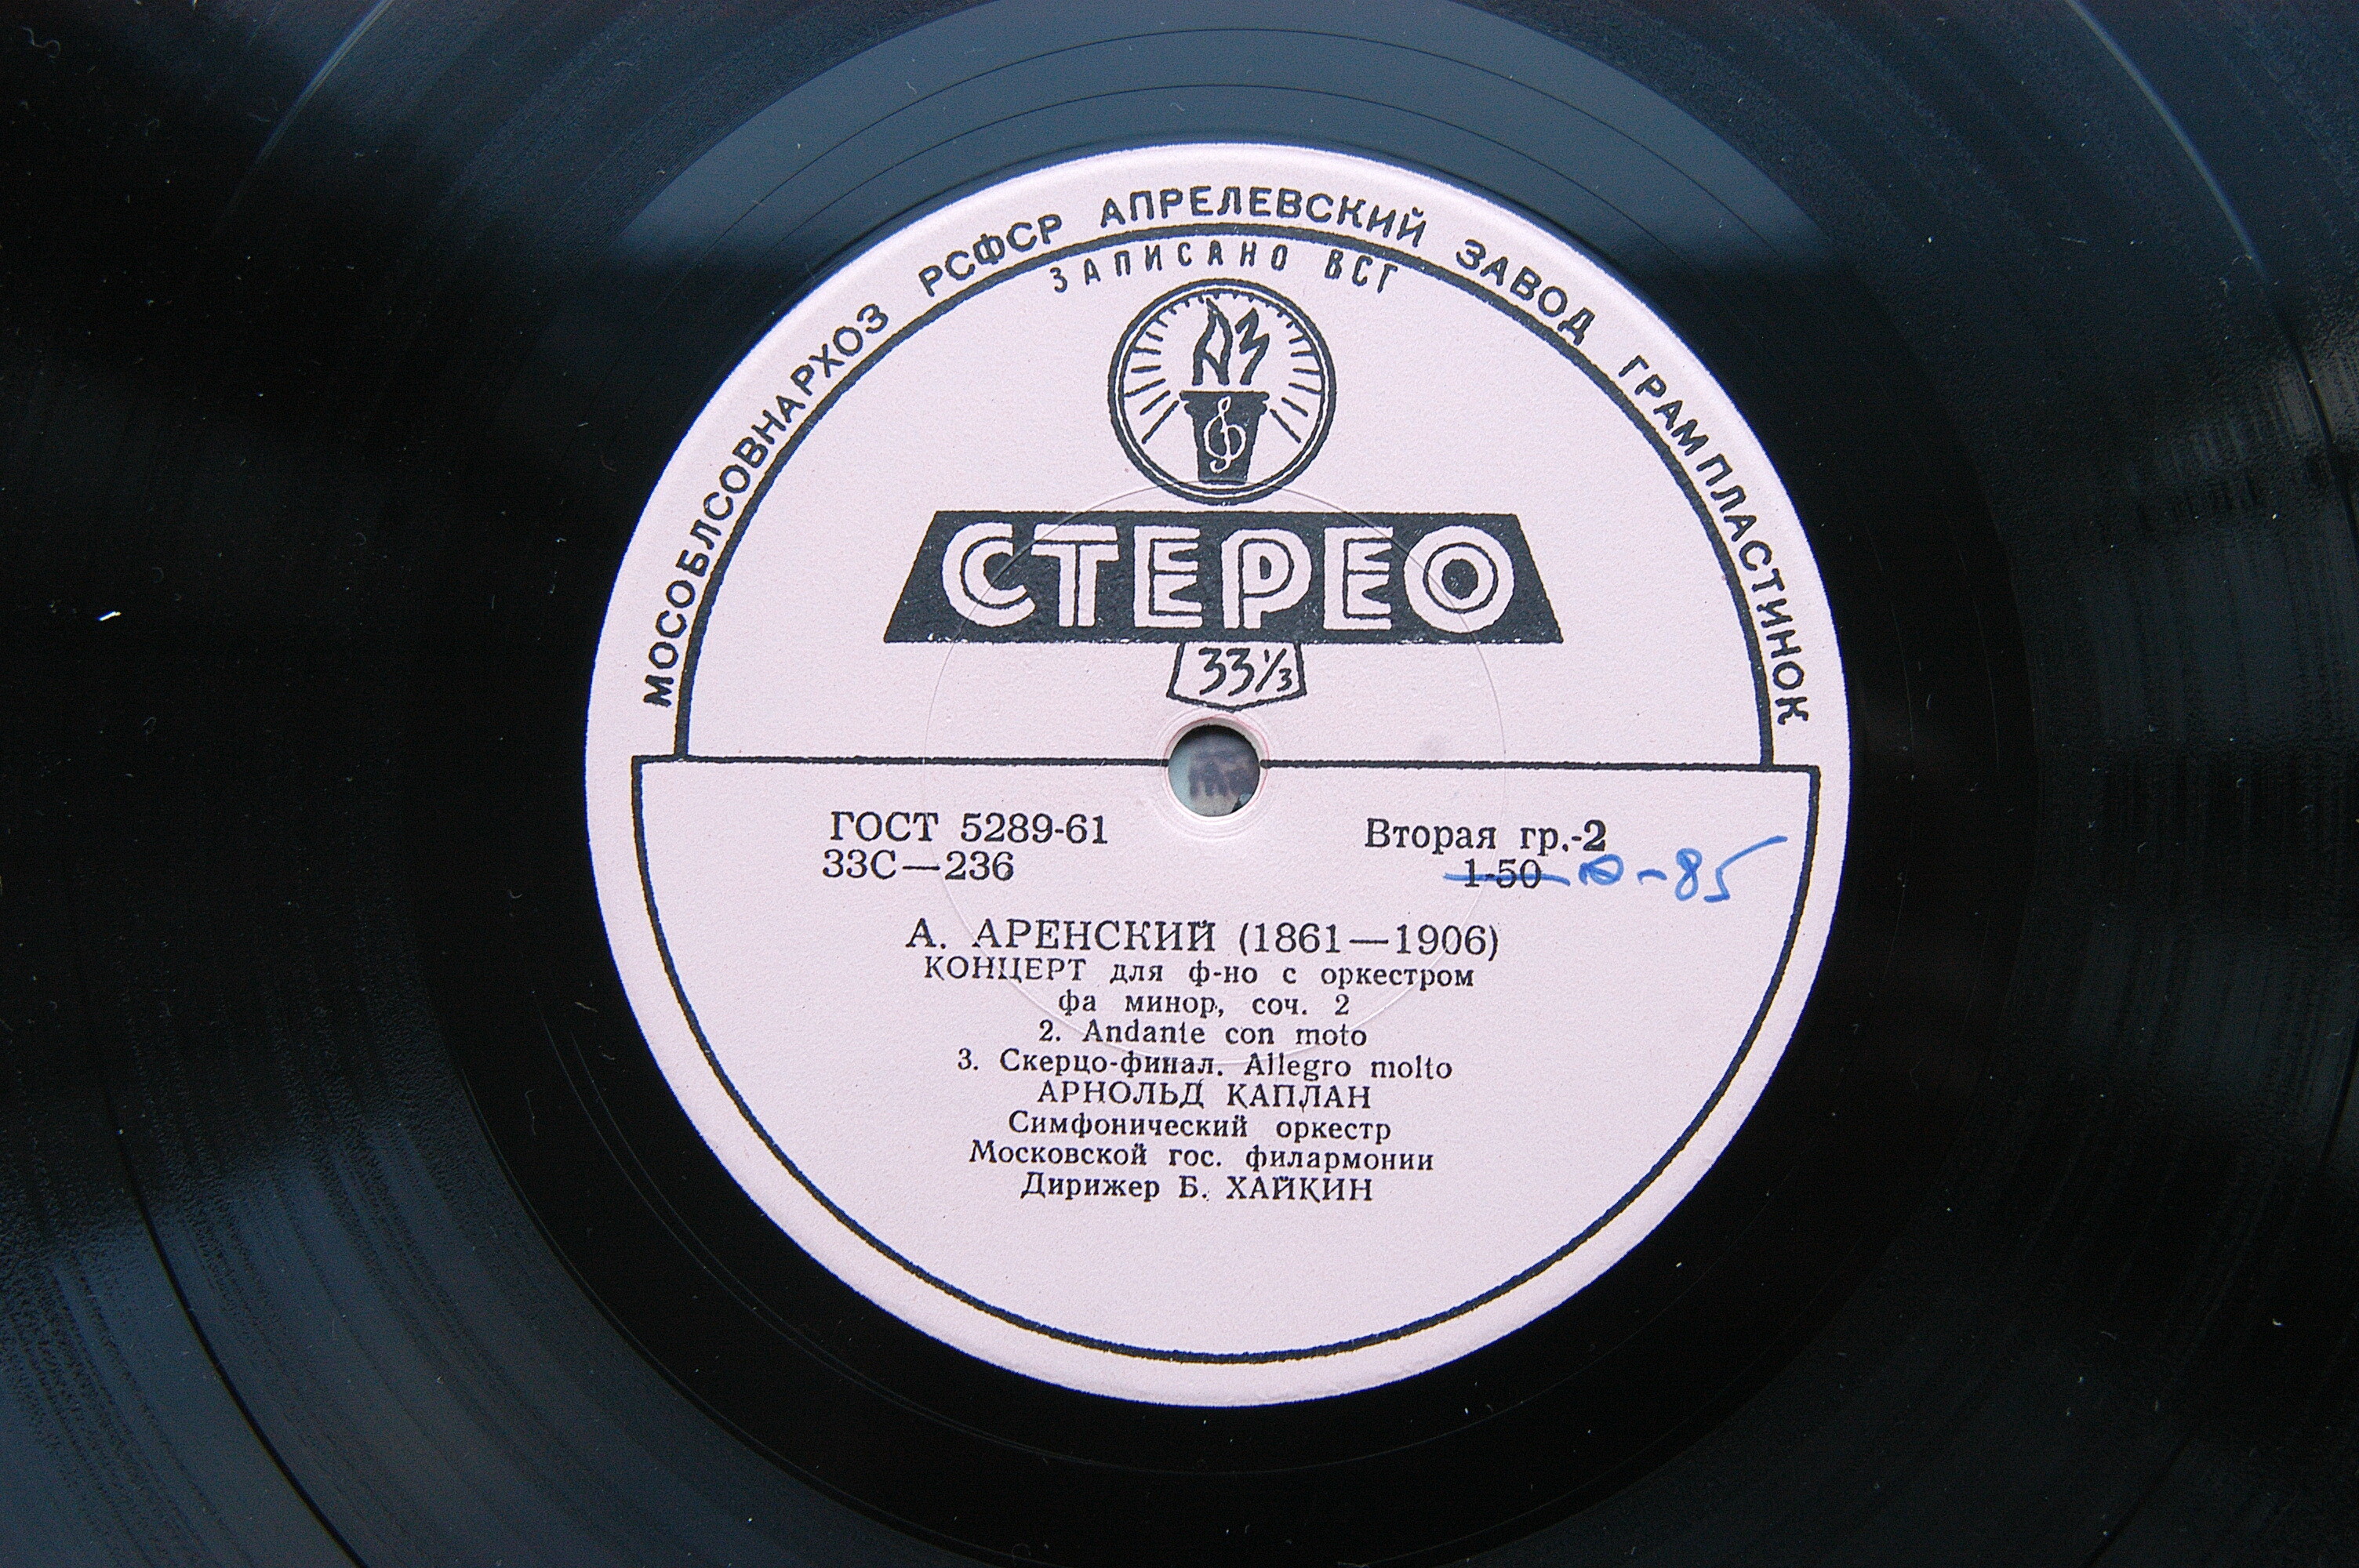 МОСОБЛСОВНАРХОЗ РСФСР АПРЕЛЕВСКИЙ ЗАВОД ГРАМПЛАСТИНОК
ЗАПИСАНО ВСГ
СТЕРЕО
33⅓
ГОСТ 5289-61 Вторая гр.-2
33С—236 1-50 0-85
А. АРЕНСКИЙ (1861—1906)
КОНЦЕРТ для ф-но с оркестром
фа минор, соч. 2
2. Andante con moto
3. Скерцо-финал. Allegro molto
АРНОЛЬД КАПЛАН
Симфонический оркестр
Московской гос. филармонии
Дирижер Б. ХАЙКИН